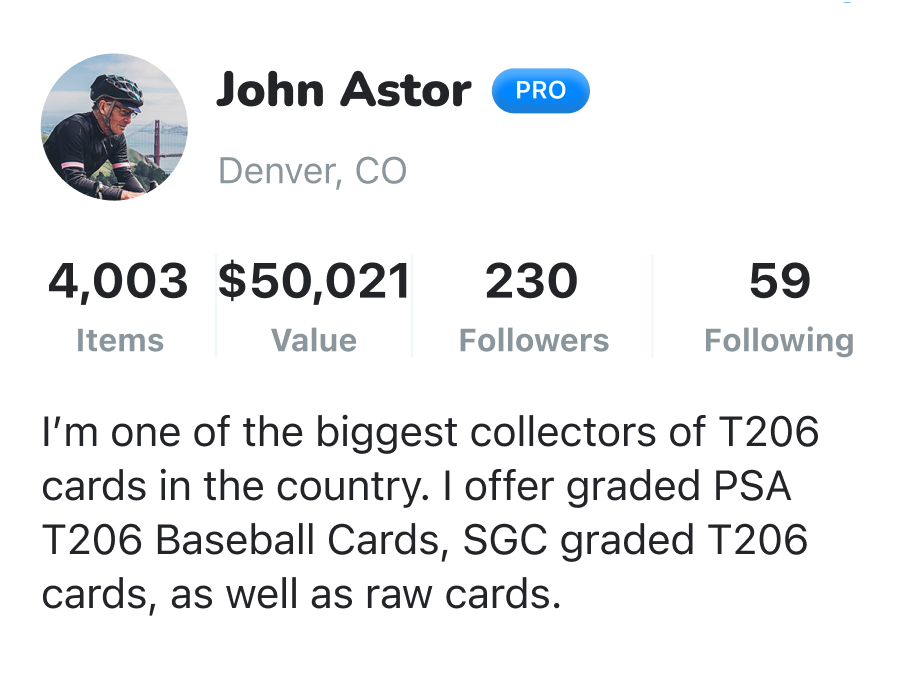 John Astor PRO
Denver, CO
4,003 $50,021 230 59
Items Value Followers Following
I’m one of the biggest collectors of T206
cards in the country. I offer graded PSA
T206 Baseball Cards, SGC graded T206
cards, as well as raw cards.